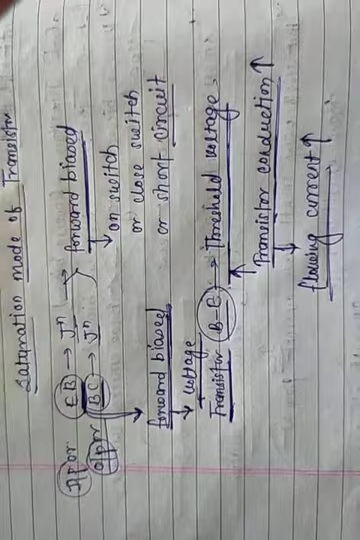 Saturation mode of Transistor
I/p or EB → Jⁿ → forward biased
O/p or BC → Jⁿ
↓ on switch
or close switch
or short circuit
forward biased
↓ voltage
Transistor B-C → Threshold voltage
↑ Transistor conduction ↑
↓ flowing current ↑